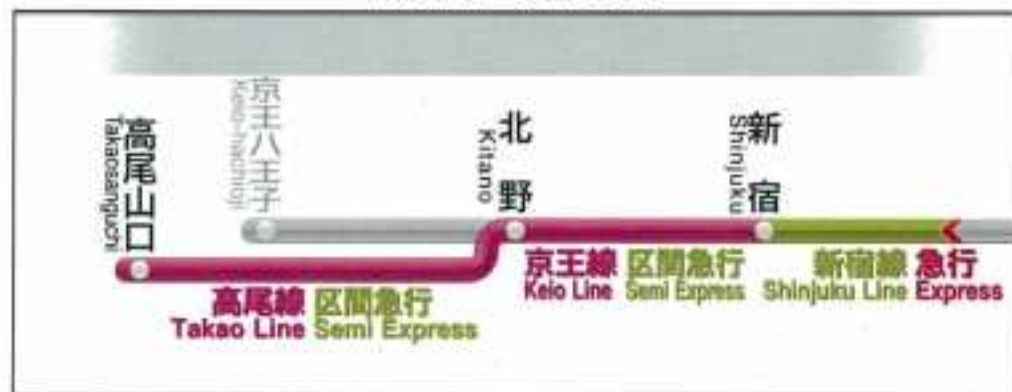 高尾山口
Takaosanguchi
京王八王子
Keio-hachioji
北野
Kitano
新宿
Shinjuku
高尾線 区間急行
Takao Line Semi Express
京王線 区間急行
Keio Line Semi Express
新宿線 急行
Shinjuku Line Express